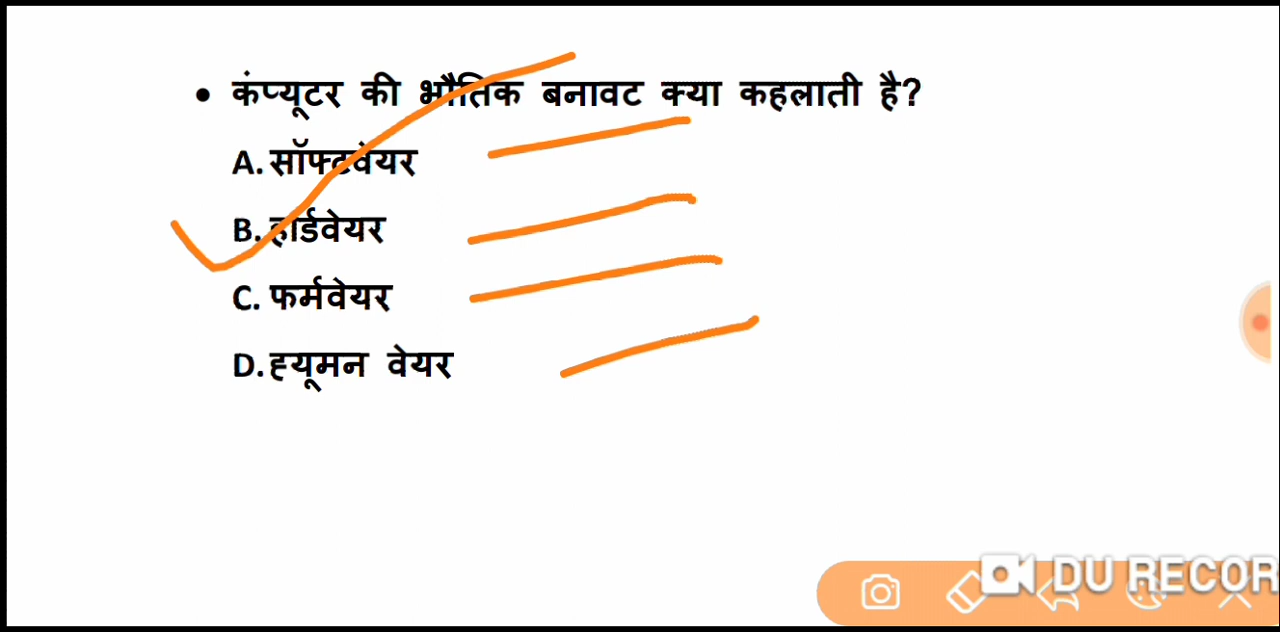 • कंप्यूटर की भौतिक बनावट क्या कहलाती है?
A. सॉफ्टवेयर
B. हार्डवेयर
C. फर्मवेयर
D. ह्यूमन वेयर
DU RECOR